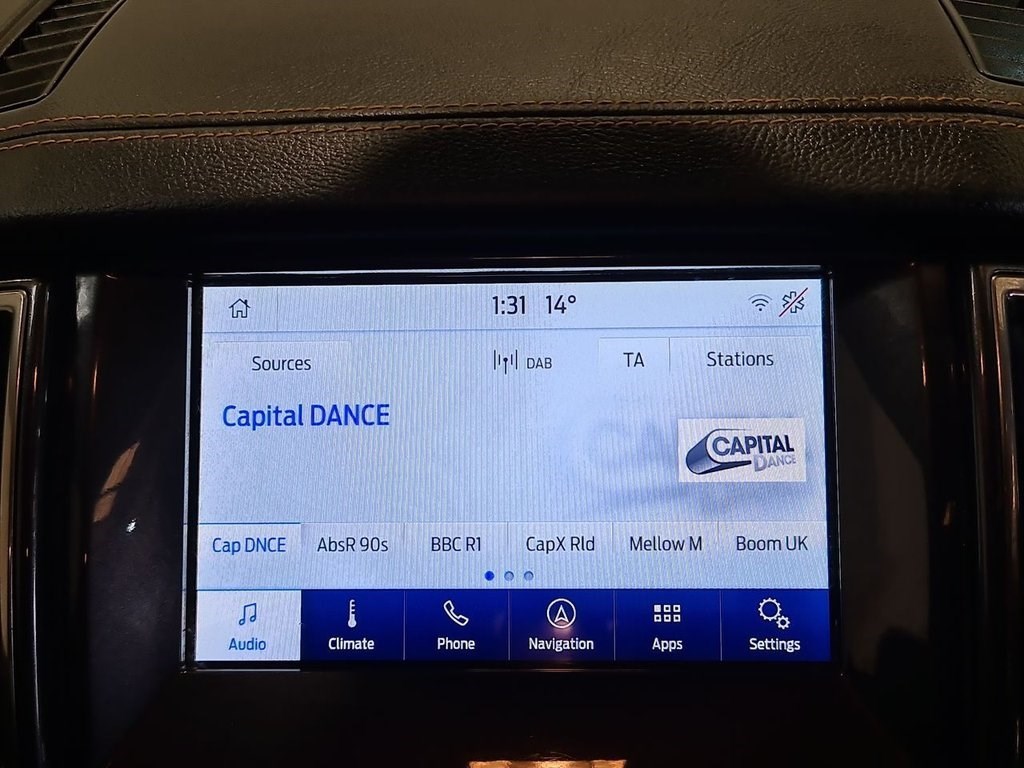 1:31 14°
Sources DAB TA Stations
Capital DANCE
CAPITAL
DANCE
Cap DNCE AbsR 90s BBC R1 CapX Rld Mellow M Boom UK
Audio Climate Phone Navigation Apps Settings